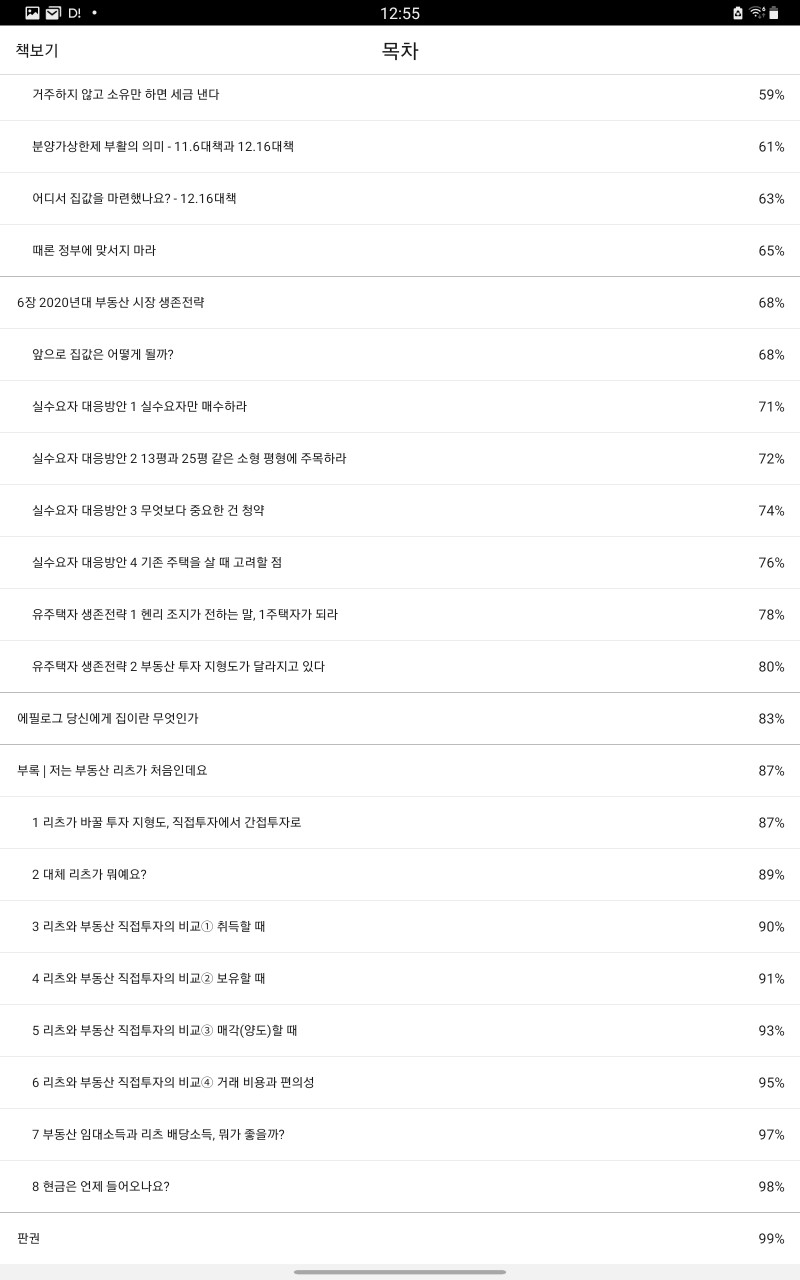 D!
12:55
책보기
목차
거주하지 않고 소유만 하면 세금 낸다 59%
분양가상한제 부활의 의미 - 11.6대책과 12.16대책 61%
어디서 집값을 마련했나요? - 12.16대책 63%
때론 정부에 맞서지 마라 65%
6장 2020년대 부동산 시장 생존전략 68%
앞으로 집값은 어떻게 될까? 68%
실수요자 대응방안 1 실수요자만 매수하라 71%
실수요자 대응방안 2 13평과 25평 같은 소형 평형에 주목하라 72%
실수요자 대응방안 3 무엇보다 중요한 건 청약 74%
실수요자 대응방안 4 기존 주택을 살 때 고려할 점 76%
유주택자 생존전략 1 헨리 조지가 전하는 말, 1주택자가 되라 78%
유주택자 생존전략 2 부동산 투자 지형도가 달라지고 있다 80%
에필로그 당신에게 집이란 무엇인가 83%
부록 | 저는 부동산 리츠가 처음인데요 87%
1 리츠가 바꿀 투자 지형도, 직접투자에서 간접투자로 87%
2 대체 리츠가 뭐예요? 89%
3 리츠와 부동산 직접투자의 비교① 취득할 때 90%
4 리츠와 부동산 직접투자의 비교② 보유할 때 91%
5 리츠와 부동산 직접투자의 비교③ 매각(양도)할 때 93%
6 리츠와 부동산 직접투자의 비교④ 거래 비용과 편의성 95%
7 부동산 임대소득과 리츠 배당소득, 뭐가 좋을까? 97%
8 현금은 언제 들어오나요? 98%
판권 99%